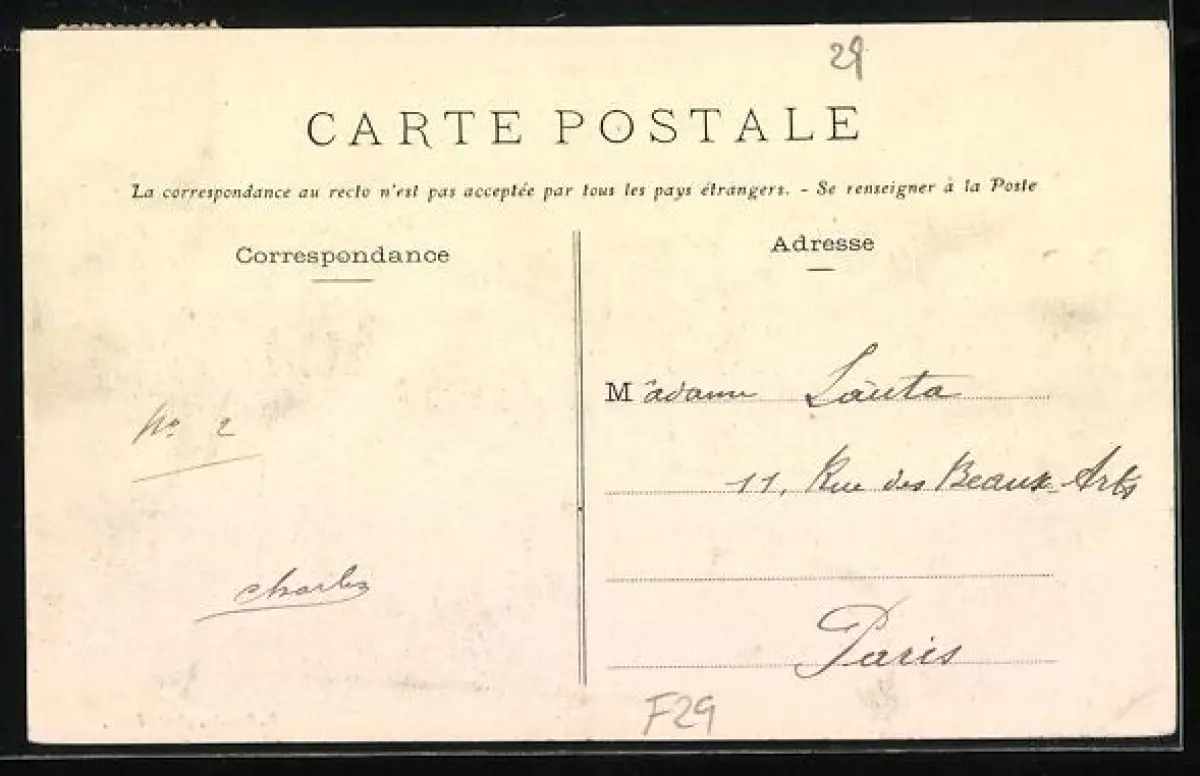 29
CARTE POSTALE
La correspondance au recto n'est pas acceptée par tous les pays étrangers. - Se renseigner à la Poste
Correspondance
No 2
Charles
Adresse
Madame Lauta
11, Rue des Beaux-Arts
Paris
F29